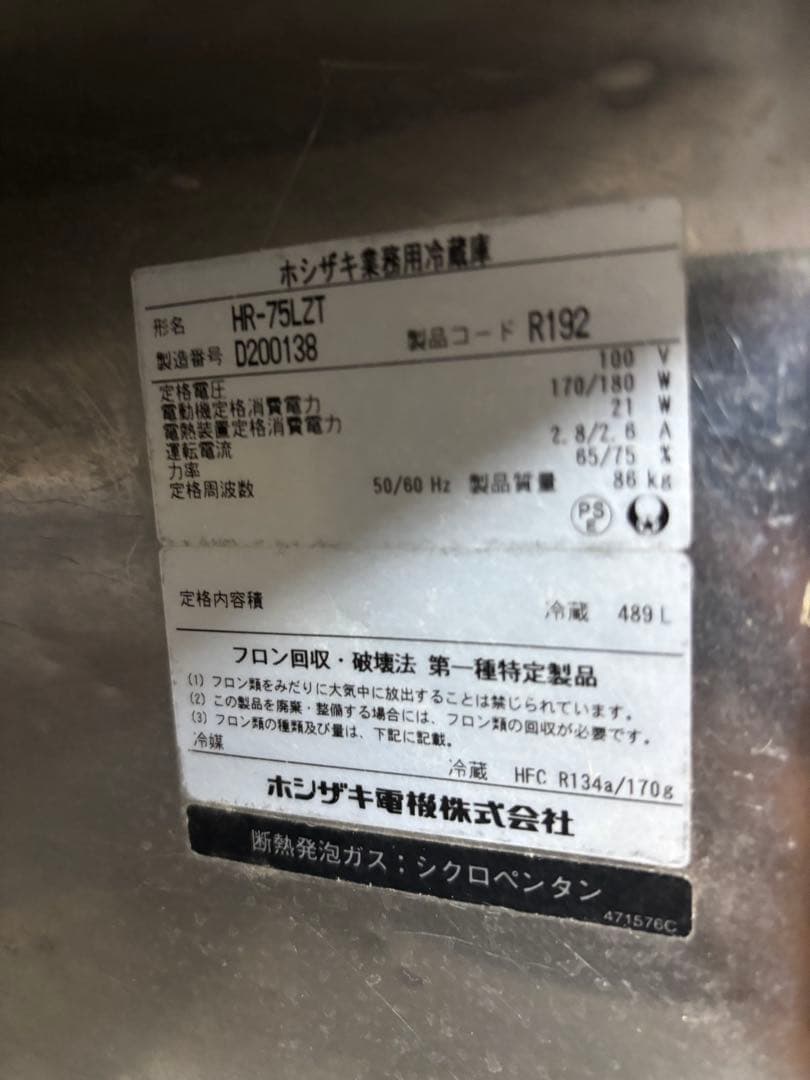 ホシザキ業務用冷蔵庫
形名 HR-75LZT
製造番号 D200138 製品コード R192
定格電圧 100 V
電動機定格消費電力 170/180 W
電熱装置定格消費電力 21 W
運転電流 2.8/2.6 A
力率 65/75 %
定格周波数 50/60 Hz 製品質量 86 kg
PS E
定格内容積 冷蔵 489 L
フロン回収・破壊法 第一種特定製品
(1) フロン類をみだりに大気中に放出することは禁じられています。
(2) この製品を廃棄・整備する場合には、フロン類の回収が必要です。
(3) フロン類の種類及び量は、下記に記載。
冷媒
冷蔵 HFC R134a/170g
ホシザキ電機株式会社
断熱発泡ガス：シクロペンタン
471576C